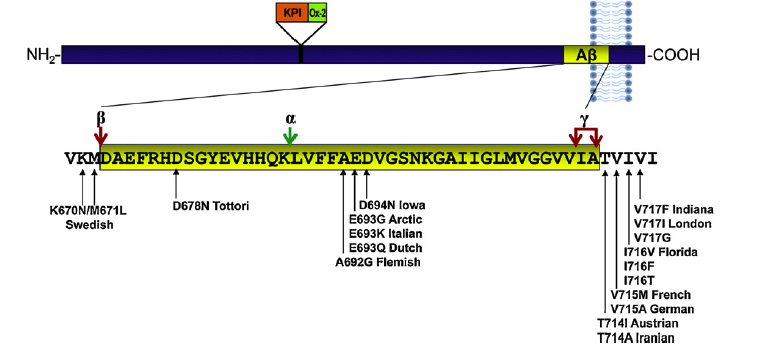 KPI Ox-2
NH₂- Aβ -COOH
β α γ
VKMDAEFRHDSGYEVHHQKLVFFAEDVGSNKGAIIGLMVGGVVIATVIVI
K670N/M671L
Swedish
D678N Tottori
D694N Iowa
E693G Arctic
E693K Italian
E693Q Dutch
A692G Flemish
V717F Indiana
V717I London
V717G
I716V Florida
I716F
I716T
V715M French
V715A German
T714I Austrian
T714A Iranian